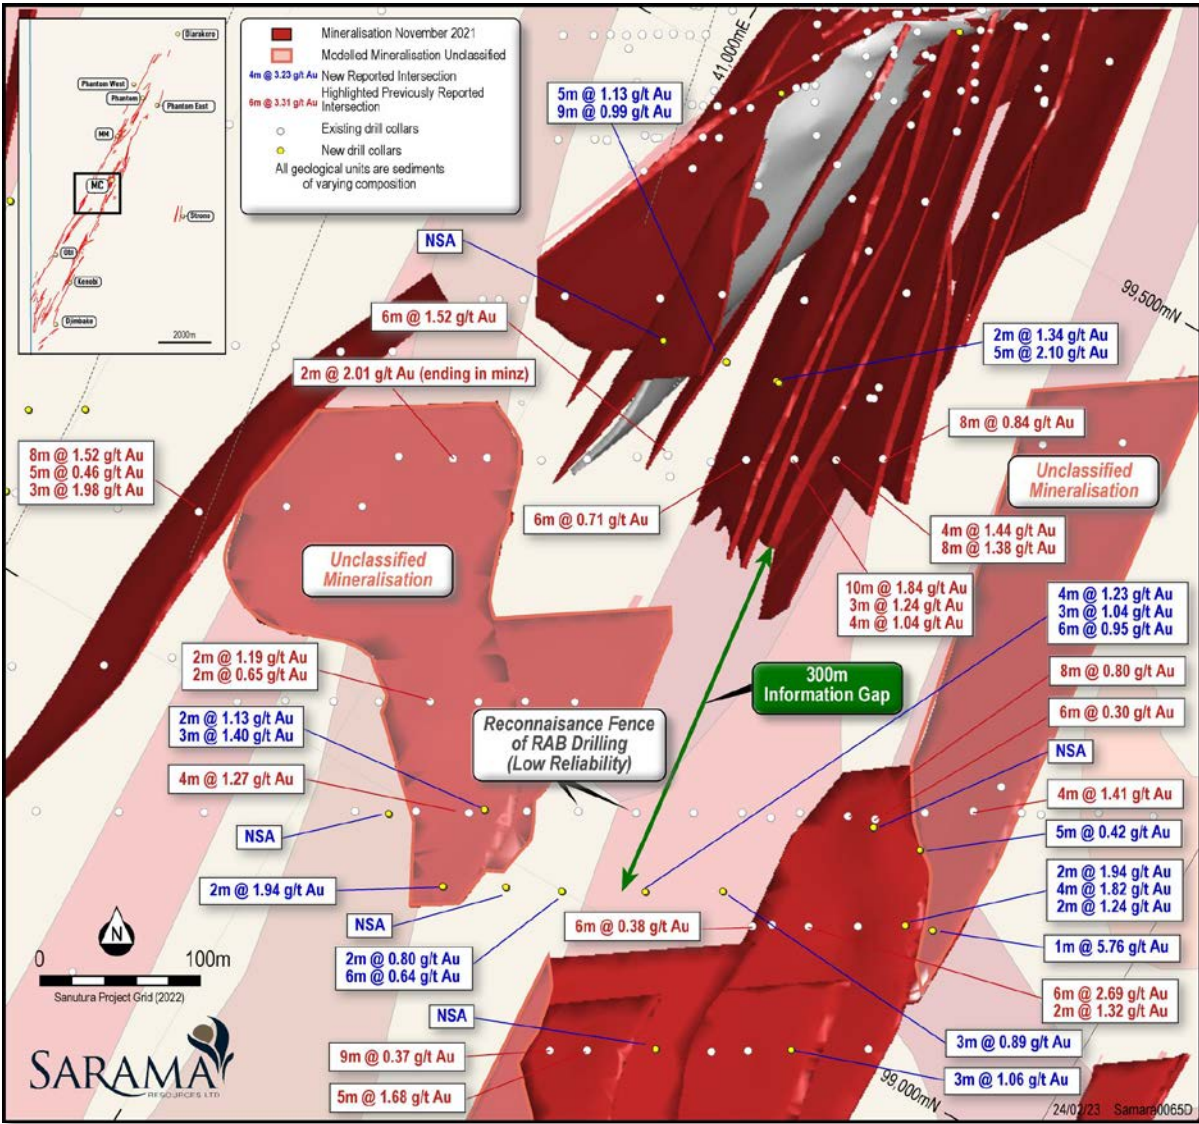 Diarakoro
Phantom West
Phantom
Phantom East
MM
MC
Obi
Kenobi
Djimbake
2000m
Mineralisation November 2021
Modelled Mineralisation Unclassified
4m @ 3.23 g/t Au New Reported Intersection
6m @ 3.31 g/t Au Highlighted Previously Reported
Intersection
Existing drill collars
New drill collars
All geological units are sediments
of varying composition
41,000mE
5m @ 1.13 g/t Au
9m @ 0.99 g/t Au
NSA
6m @ 1.52 g/t Au
2m @ 2.01 g/t Au (ending in minz)
99,500mN
2m @ 1.34 g/t Au
5m @ 2.10 g/t Au
8m @ 0.84 g/t Au
8m @ 1.52 g/t Au
5m @ 0.46 g/t Au
3m @ 1.98 g/t Au
Unclassified
Mineralisation
6m @ 0.71 g/t Au
4m @ 1.44 g/t Au
8m @ 1.38 g/t Au
Unclassified
Mineralisation
10m @ 1.84 g/t Au
3m @ 1.24 g/t Au
4m @ 1.04 g/t Au
4m @ 1.23 g/t Au
3m @ 1.04 g/t Au
6m @ 0.95 g/t Au
2m @ 1.19 g/t Au
2m @ 0.65 g/t Au
300m
Information Gap
8m @ 0.80 g/t Au
6m @ 0.30 g/t Au
2m @ 1.13 g/t Au
3m @ 1.40 g/t Au
Reconnaisance Fence
of RAB Drilling
(Low Reliability)
NSA
4m @ 1.27 g/t Au
4m @ 1.41 g/t Au
NSA
5m @ 0.42 g/t Au
2m @ 1.94 g/t Au
2m @ 1.94 g/t Au
4m @ 1.82 g/t Au
2m @ 1.24 g/t Au
NSA
6m @ 0.38 g/t Au
1m @ 5.76 g/t Au
2m @ 0.80 g/t Au
6m @ 0.64 g/t Au
N
0 100m
Sanutura Project Grid (2022)
6m @ 2.69 g/t Au
2m @ 1.32 g/t Au
NSA
3m @ 0.89 g/t Au
SARAMA
RESOURCES LTD
9m @ 0.37 g/t Au
3m @ 1.06 g/t Au
5m @ 1.68 g/t Au
99,000mN
24/02/23 Samara0065D